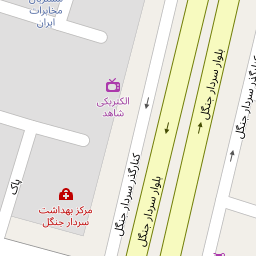 مشتریان
مخابرات
ایران
الکتریکی
شاهد
بلوار سردار جنگل
کنارگذر سردار جنگل
کنارگذر سردار جنگل
بلوار سردار جنگل
پاک
مرکز بهداشت
سردار جنگل